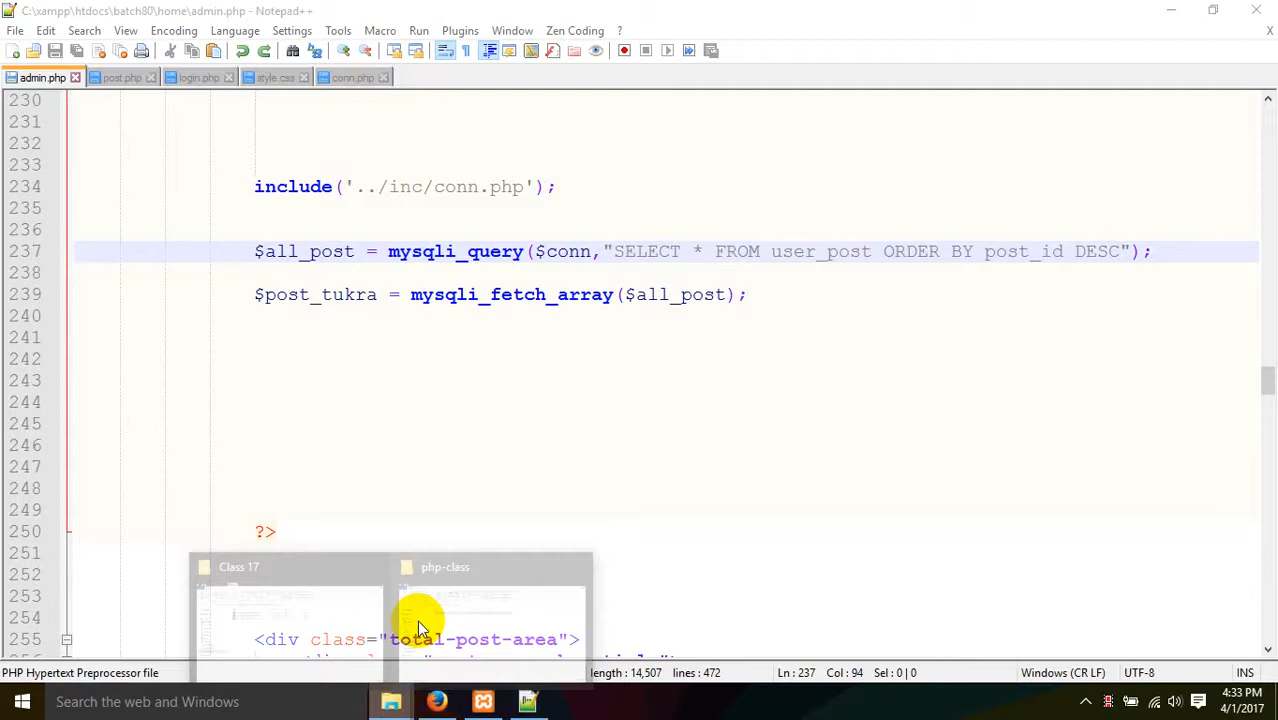 C:\xampp\htdocs\batch80\home\admin.php - Notepad++
File Edit Search View Encoding Language Settings Tools Macro Run Plugins Window Zen Coding ? X
admin.php post.php login.php style.css conn.php
230
231
232
233
234 include('../inc/conn.php');
235
236
237 $all_post = mysqli_query($conn,"SELECT * FROM user_post ORDER BY post_id DESC");
238
239 $post_tukra = mysqli_fetch_array($all_post);
240
241
242
243
244
245
246
247
248
249
250 ?>
251
252
253
254
255 <div class="total-post-area">
Class 17 php-class
PHP Hypertext Preprocessor file length : 14,507 lines : 472 Ln : 237 Col : 94 Sel : 0 | 0 Windows (CR LF) UTF-8 INS
Search the web and Windows
4:33 PM
4/1/2017